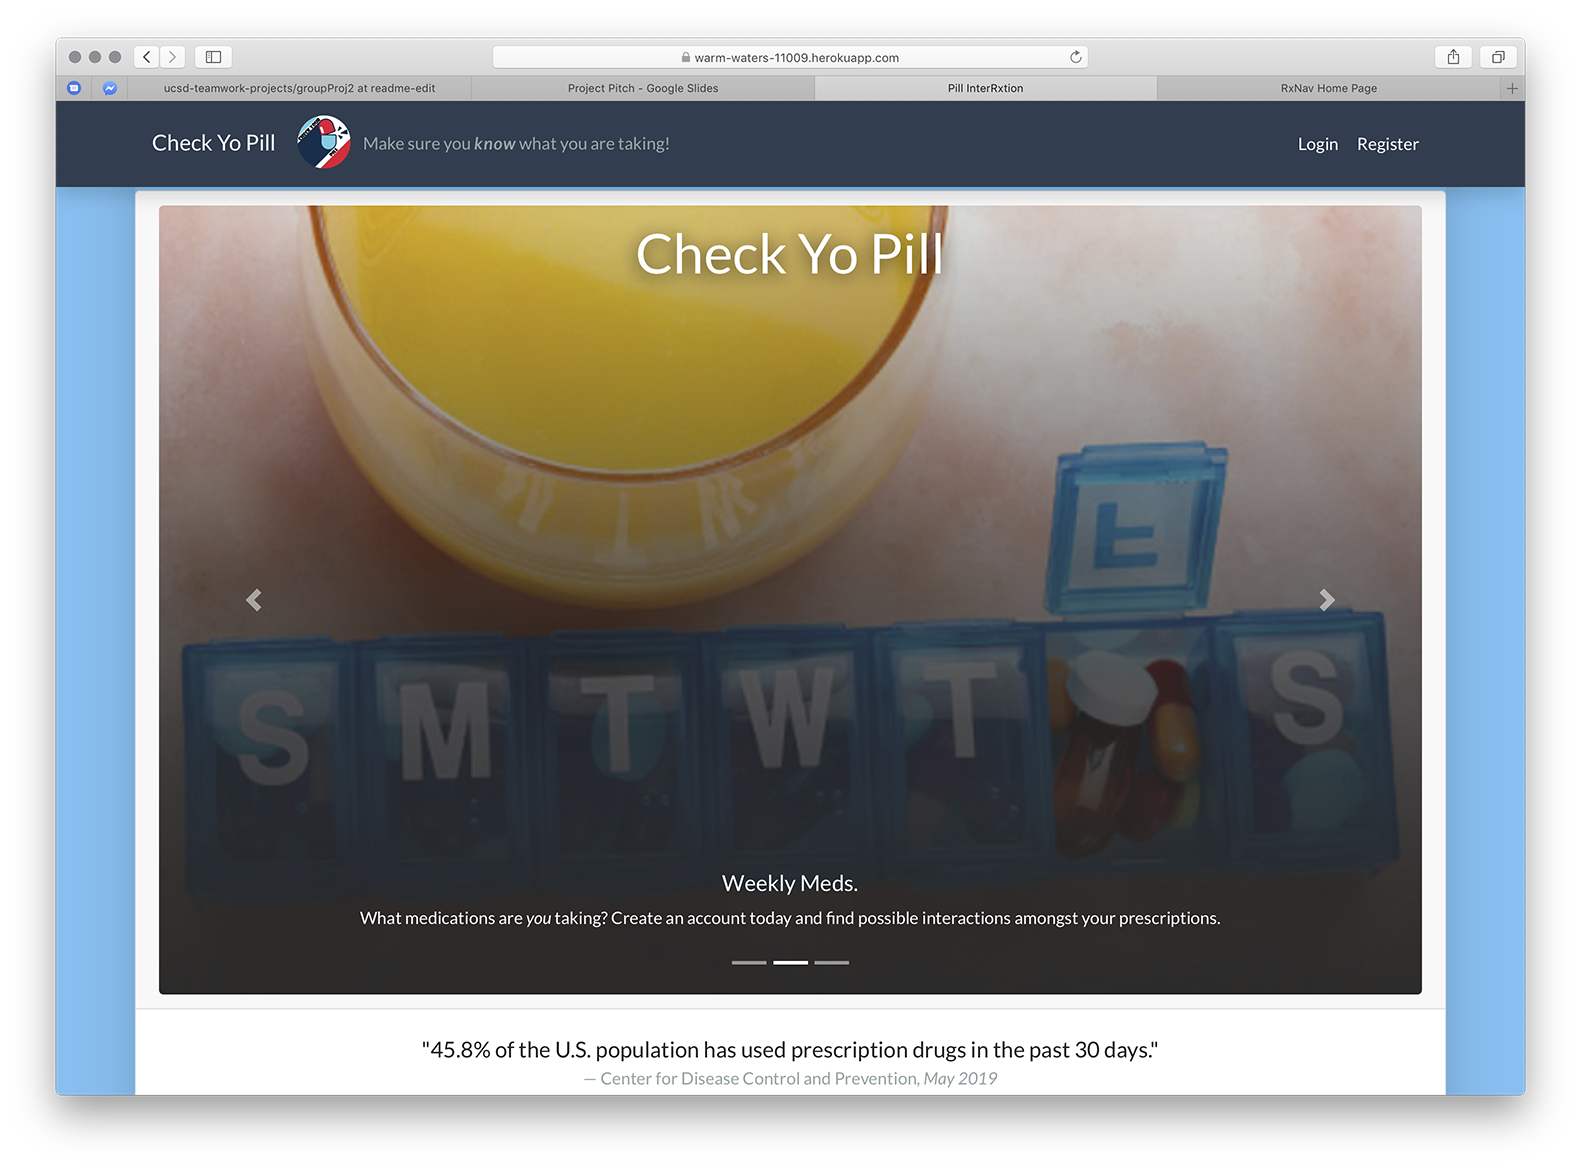 warm-waters-11009.herokuapp.com
ucsd-teamwork-projects/groupProj2 at readme-edit
Project Pitch - Google Slides
Pill InterRxtion
RxNav Home Page
Check Yo Pill
Make sure you know what you are taking!
Login
Register
Check Yo Pill
F
S M T W T S
Weekly Meds.
What medications are you taking? Create an account today and find possible interactions amongst your prescriptions.
"45.8% of the U.S. population has used prescription drugs in the past 30 days."
— Center for Disease Control and Prevention, May 2019